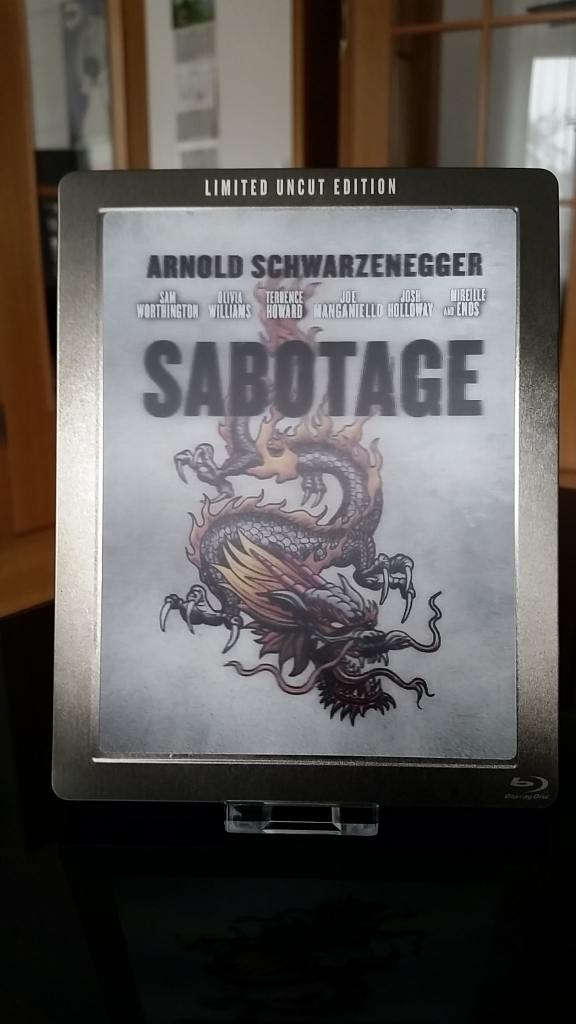 LIMITED UNCUT EDITION
ARNOLD SCHWARZENEGGER
SAM WORTHINGTON OLIVIA WILLIAMS TERRENCE HOWARD JOE MANGANIELLO JOSH HOLLOWAY AND MIREILLE ENOS
SABOTAGE
Blu-ray Disc